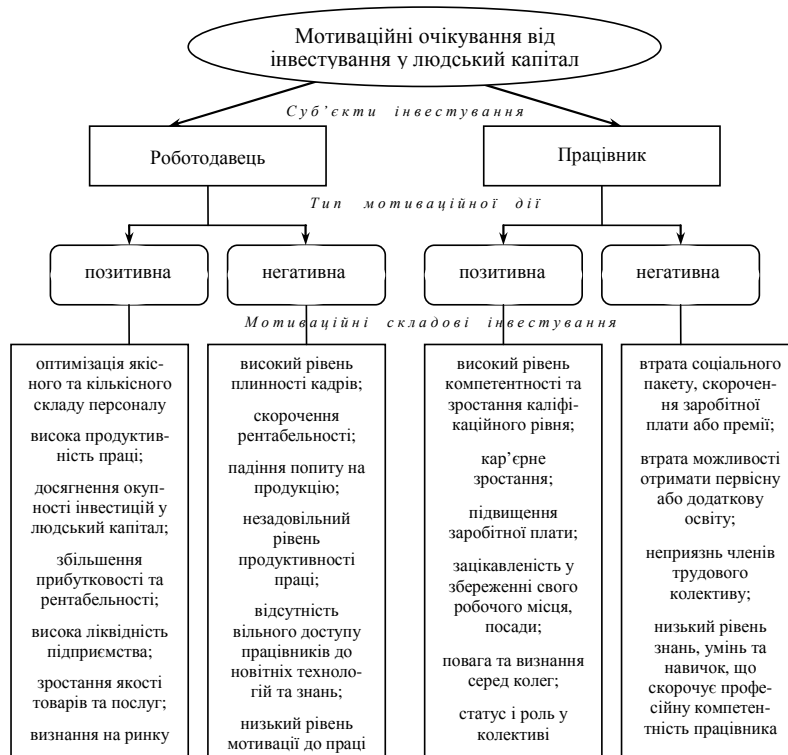 Мотиваційні очікування від
інвестування у людський капітал
Суб’єкти інвестування
Роботодавець
Працівник
Тип мотиваційної дії
позитивна
негативна
позитивна
негативна
Мотиваційні складові інвестування
оптимізація якіс-
ного та кількісного
складу персоналу
висока продуктив-
ність праці;
досягнення окуп-
ності інвестицій у
людський капітал;
збільшення
прибутковості та
рентабельності;
висока ліквідність
підприємства;
зростання якості
товарів та послуг;
визнання на ринку
високий рівень
плинності кадрів;
скорочення
рентабельності;
падіння попиту на
продукцію;
незадовільний
рівень
продуктивності
праці;
відсутність
вільного доступу
працівників до
новітніх техноло-
гій та знань;
низький рівень
мотивації до праці
високий рівень
компетентності та
зростання каліфі-
каційного рівня;
кар’єрне
зростання;
підвищення
заробітної плати;
зацікавленість у
збереженні свого
робочого місця,
посади;
повага та визнання
серед колег;
статус і роль у
колективі
втрата соціального
пакету, скорочен-
ня заробітної
плати або премії;
втрата можливості
отримати первісну
або додаткову
освіту;
неприязнь членів
трудового
колективу;
низький рівень
знань, умінь та
навичок, що
скорочує профе-
сійну компетен-
тність працівника